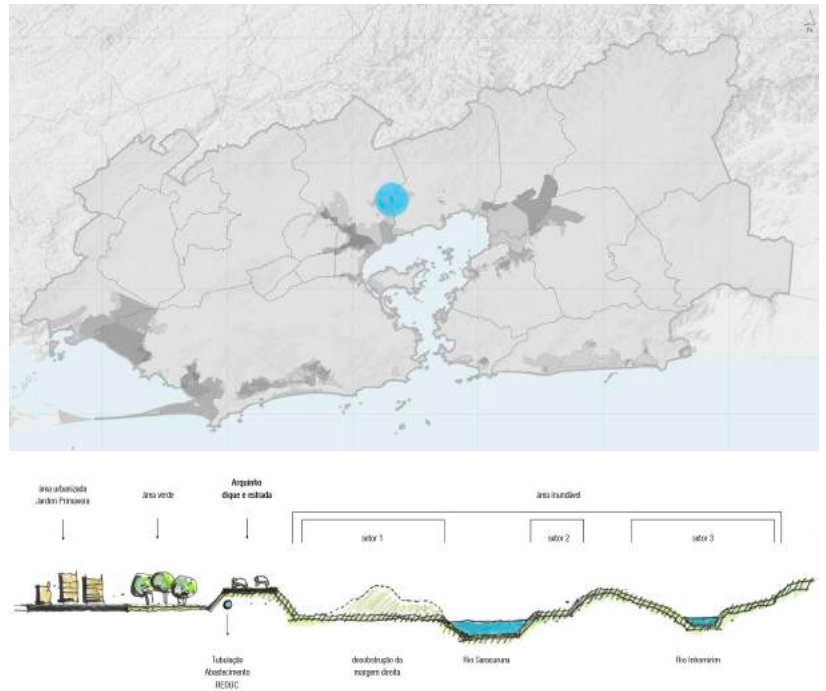 área urbanizada
Jardim Primavera
área verde
Arquinho
dique e estrada
área inundável
setor 1
setor 2
setor 3
Tubulação
Abastecimento
REDUC
desobstrução da
margem direita
Rio Saracuruna
Rio Inhomirim